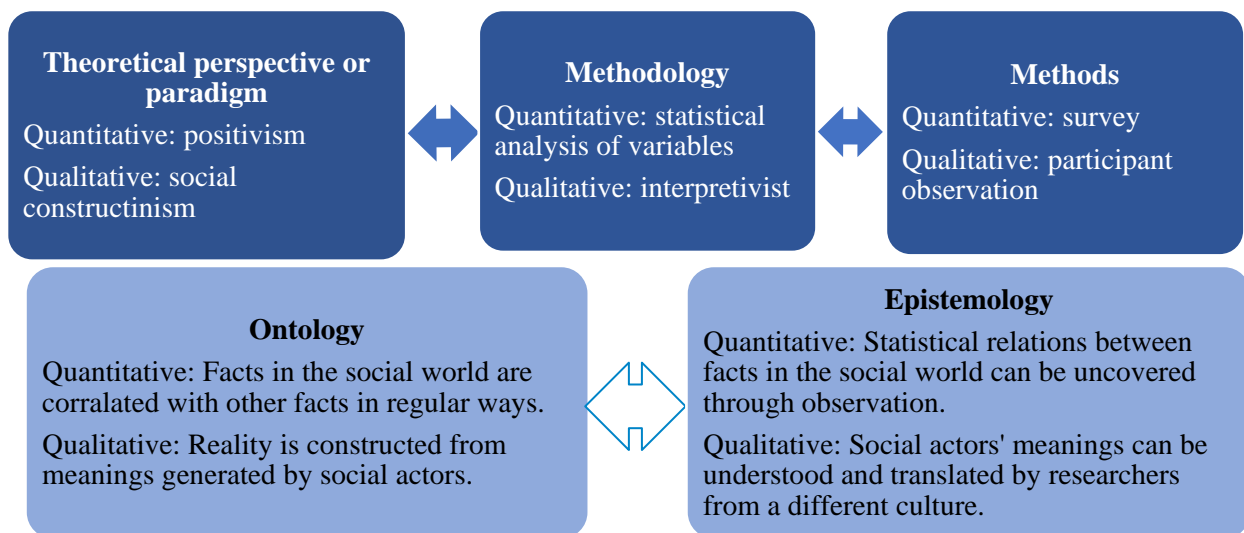 Theoretical perspective or
paradigm
Quantitative: positivism
Qualitative: social
constructinism
Methodology
Quantitative: statistical
analysis of variables
Qualitative: interpretivist
Methods
Quantitative: survey
Qualitative: participant
observation
Ontology
Quantitative: Facts in the social world are
corralated with other facts in regular ways.
Qualitative: Reality is constructed from
meanings generated by social actors.
Epistemology
Quantitative: Statistical relations between
facts in the social world can be uncovered
through observation.
Qualitative: Social actors' meanings can be
understood and translated by researchers
from a different culture.